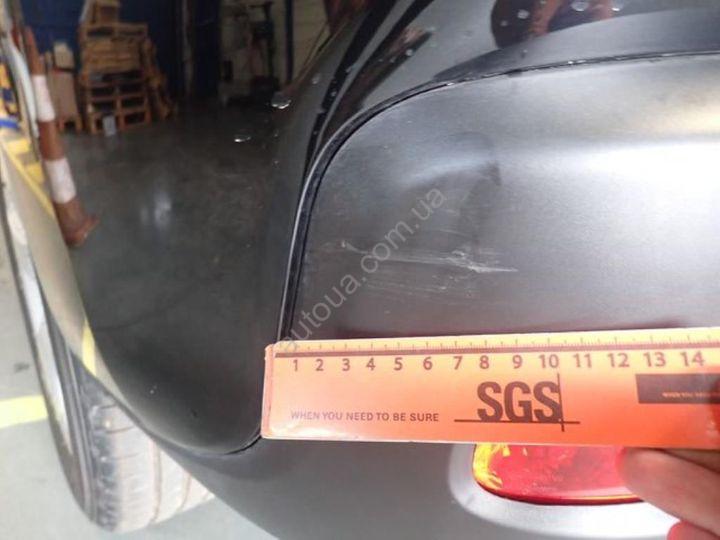 autoua.com.ua
1 2 3 4 5 6 7 8 9 10 11 12 13 14
WHEN YOU NEED TO BE SURE
SGS